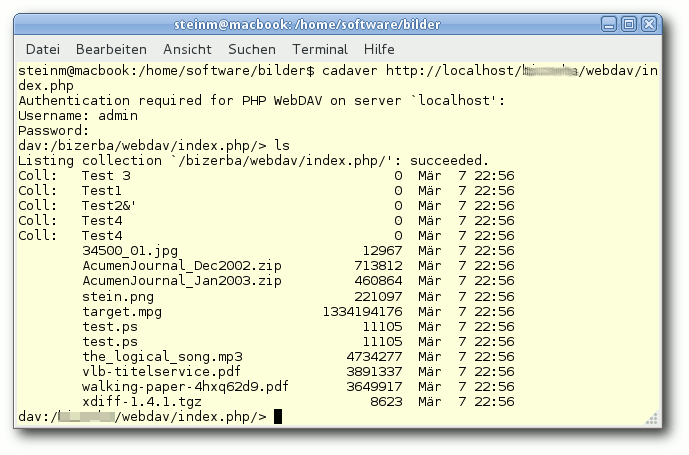 steinm@macbook: /home/software/bilder
Datei Bearbeiten Ansicht Suchen Terminal Hilfe
steinm@macbook:/home/software/bilder$ cadaver http://localhost/ /webdav/in
dex.php
Authentication required for PHP WebDAV on server `localhost':
Username: admin
Password:
dav:/bizerba/webdav/index.php/> ls
Listing collection `/bizerba/webdav/index.php/': succeeded.
Coll:   Test 3                                 0  Mär  7 22:56
Coll:   Test1                                  0  Mär  7 22:56
Coll:   Test2&'                                0  Mär  7 22:56
Coll:   Test4                                  0  Mär  7 22:56
Coll:   Test4                                  0  Mär  7 22:56
        34500_01.jpg                       12967  Mär  7 22:56
        AcumenJournal_Dec2002.zip         713812  Mär  7 22:56
        AcumenJournal_Jan2003.zip         460864  Mär  7 22:56
        stein.png                         221097  Mär  7 22:56
        target.mpg                    1334194176  Mär  7 22:56
        test.ps                            11105  Mär  7 22:56
        test.ps                            11105  Mär  7 22:56
        the_logical_song.mp3             4734277  Mär  7 22:56
        vlb-titelservice.pdf             3891337  Mär  7 22:56
        walking-paper-4hxq62d9.pdf       3649917  Mär  7 22:56
        xdiff-1.4.1.tgz                     8623  Mär  7 22:56
dav:/ /webdav/index.php/>